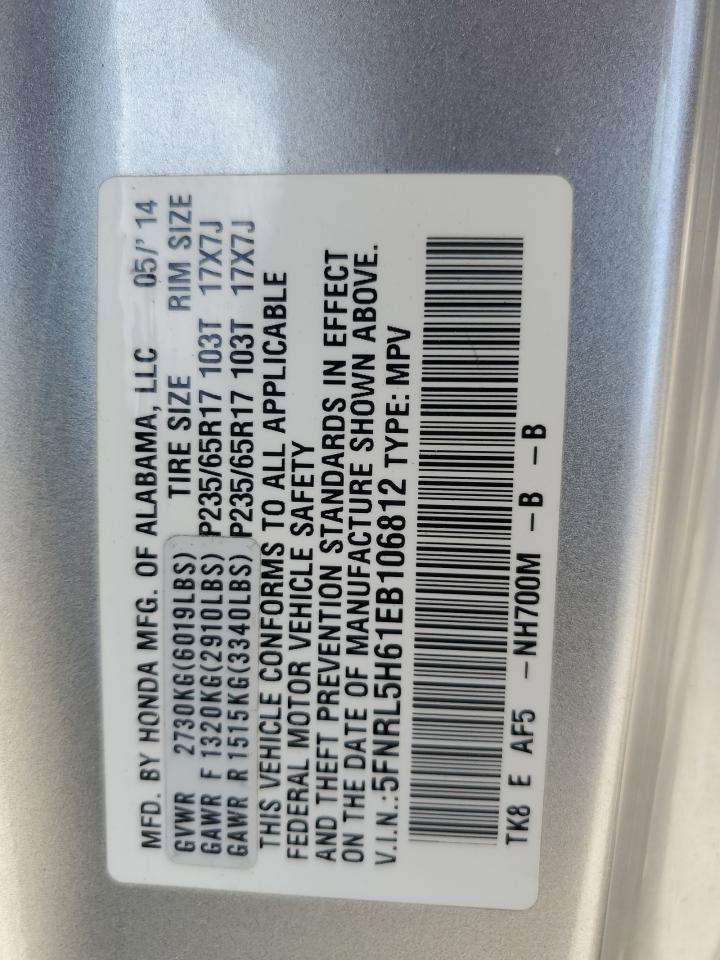 MFD. BY HONDA MFG. OF ALABAMA, LLC 05/' 14
GVWR 2730KG(6019LBS) TIRE SIZE RIM SIZE
GAWR F 1320KG(2910LBS) P235/65R17 103T 17X7J
GAWR R 1515KG(3340LBS) P235/65R17 103T 17X7J
THIS VEHICLE CONFORMS TO ALL APPLICABLE
FEDERAL MOTOR VEHICLE SAFETY
AND THEFT PREVENTION STANDARDS IN EFFECT
ON THE DATE OF MANUFACTURE SHOWN ABOVE.
V.I.N.:5FNRL5H61EB106812 TYPE: MPV
TK8 E AF5 -NH700M -B -B